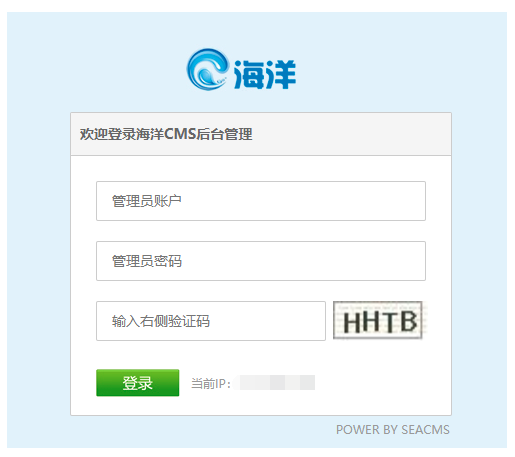 海洋
欢迎登录海洋CMS后台管理
管理员账户
管理员密码
输入右侧验证码
HHTB
登录
当前IP：
POWER BY SEACMS